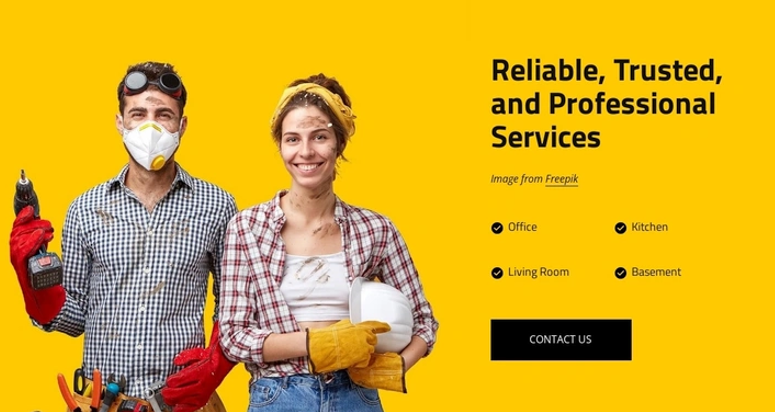 Reliable, Trusted,
and Professional
Services
Image from Freepik
Office
Kitchen
Living Room
Basement
CONTACT US